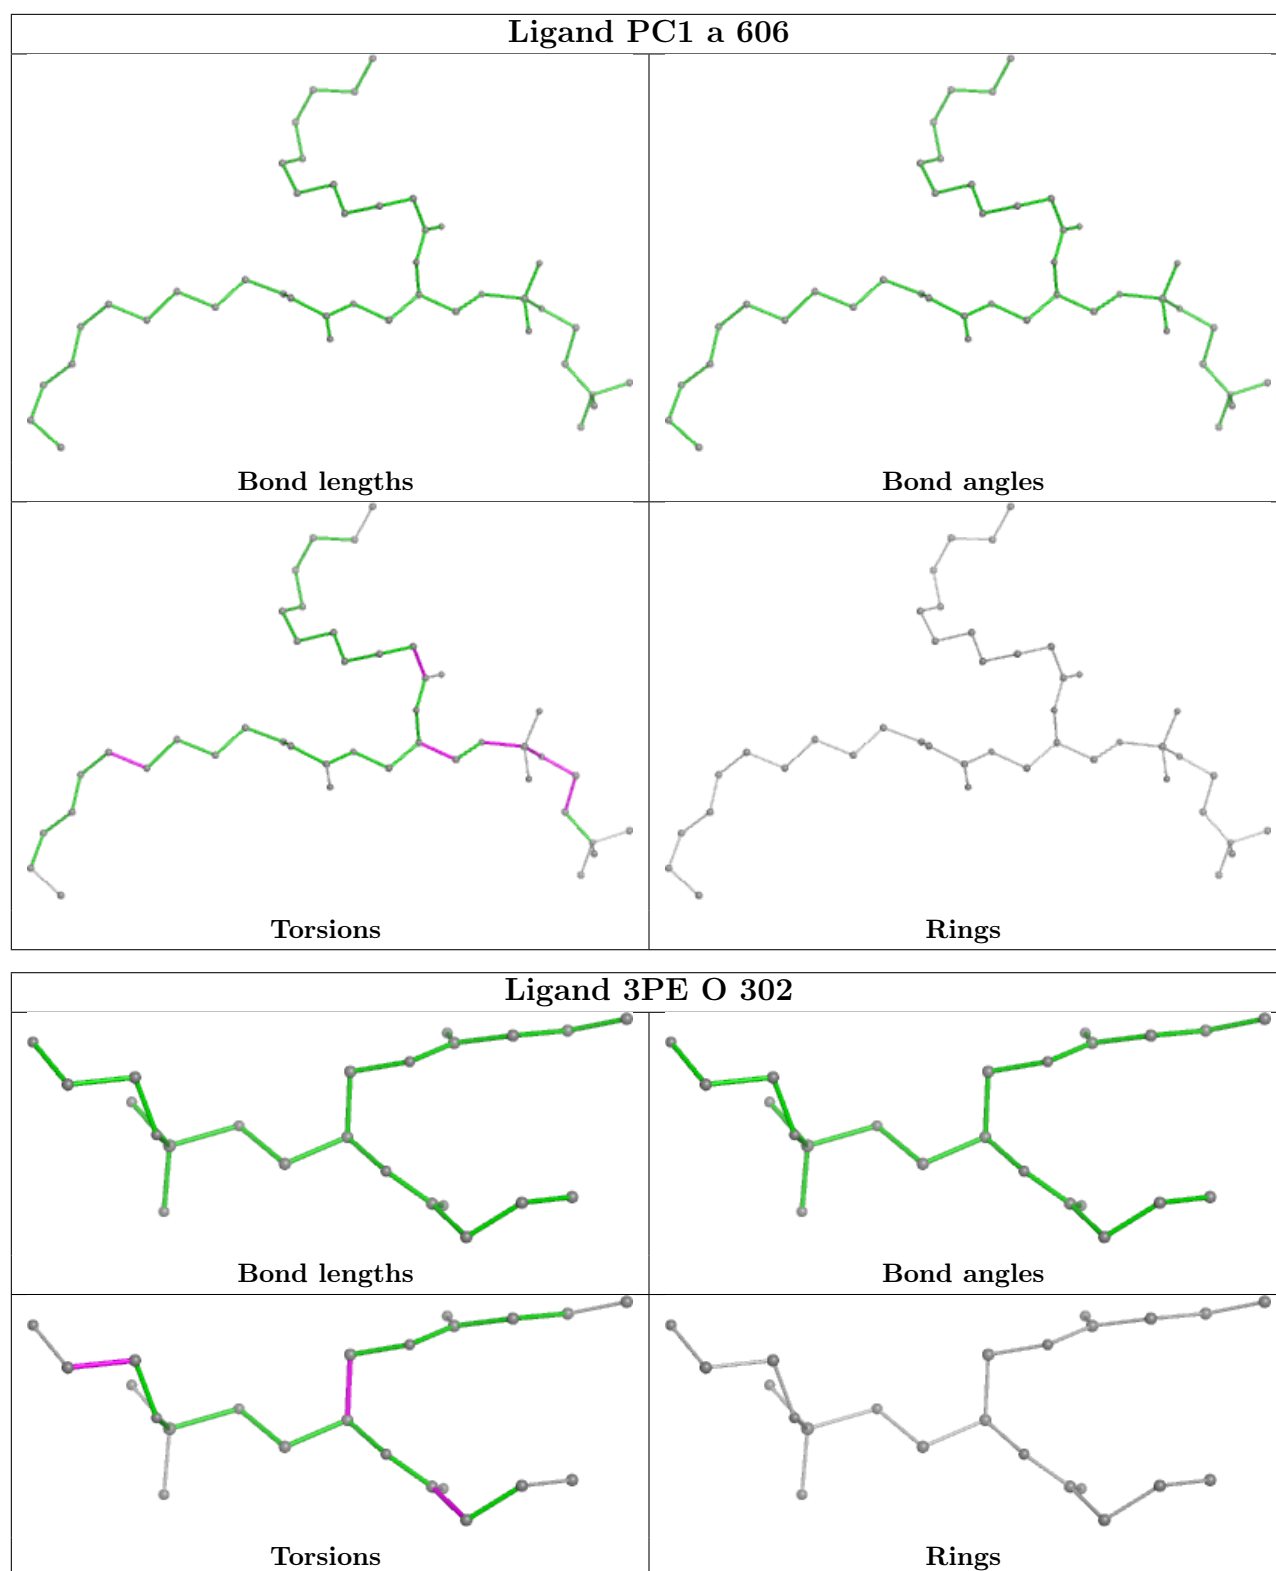 Ligand PC1 a 606
Bond lengths
Bond angles
Torsions
Rings
Ligand 3PE O 302
Bond lengths
Bond angles
Torsions
Rings